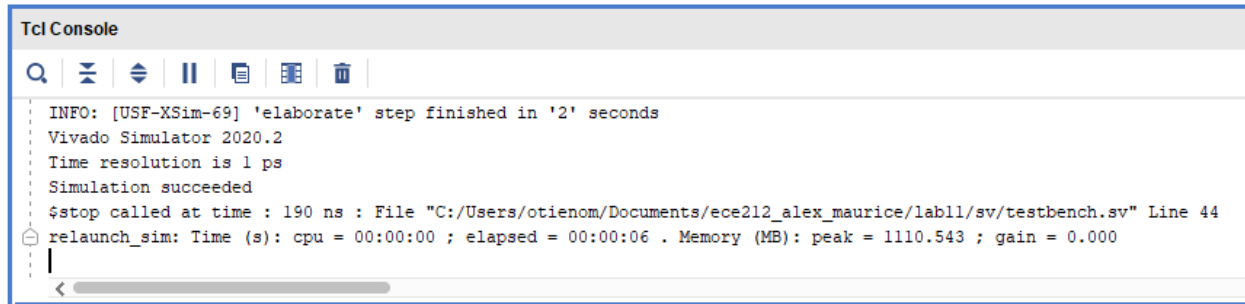 Tcl Console
INFO: [USF-XSim-69] 'elaborate' step finished in '2' seconds
Vivado Simulator 2020.2
Time resolution is 1 ps
Simulation succeeded
$stop called at time : 190 ns : File "C:/Users/otienom/Documents/ece212_alex_maurice/lab11/sv/testbench.sv" Line 44
relaunch_sim: Time (s): cpu = 00:00:00 ; elapsed = 00:00:06 . Memory (MB): peak = 1110.543 ; gain = 0.000